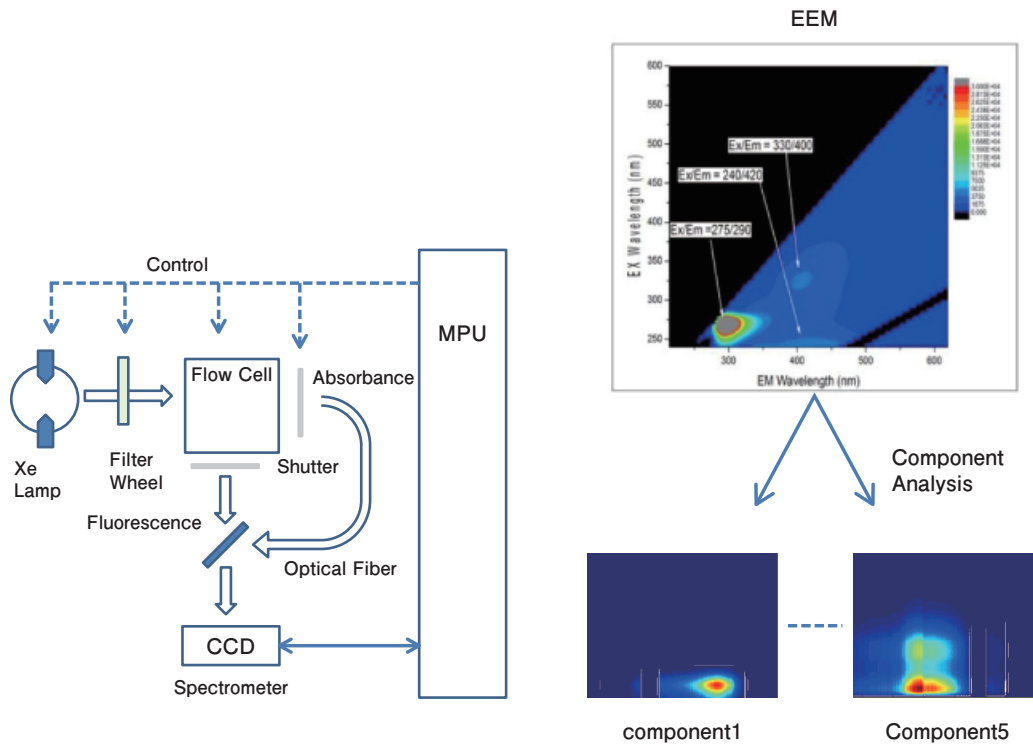 EEM
600
550
500
450
400
350
300
250
EX Wavelength (nm)
Ex/Em = 330/400
Ex/Em = 240/420
Ex/Em =275/290
300
400
500
600
EM Wavelength (nm)
Control
MPU
Flow Cell
Absorbance
Xe
Lamp
Filter
Wheel
Shutter
Fluorescence
Optical Fiber
CCD
Spectrometer
Component
Analysis
component1
Component5